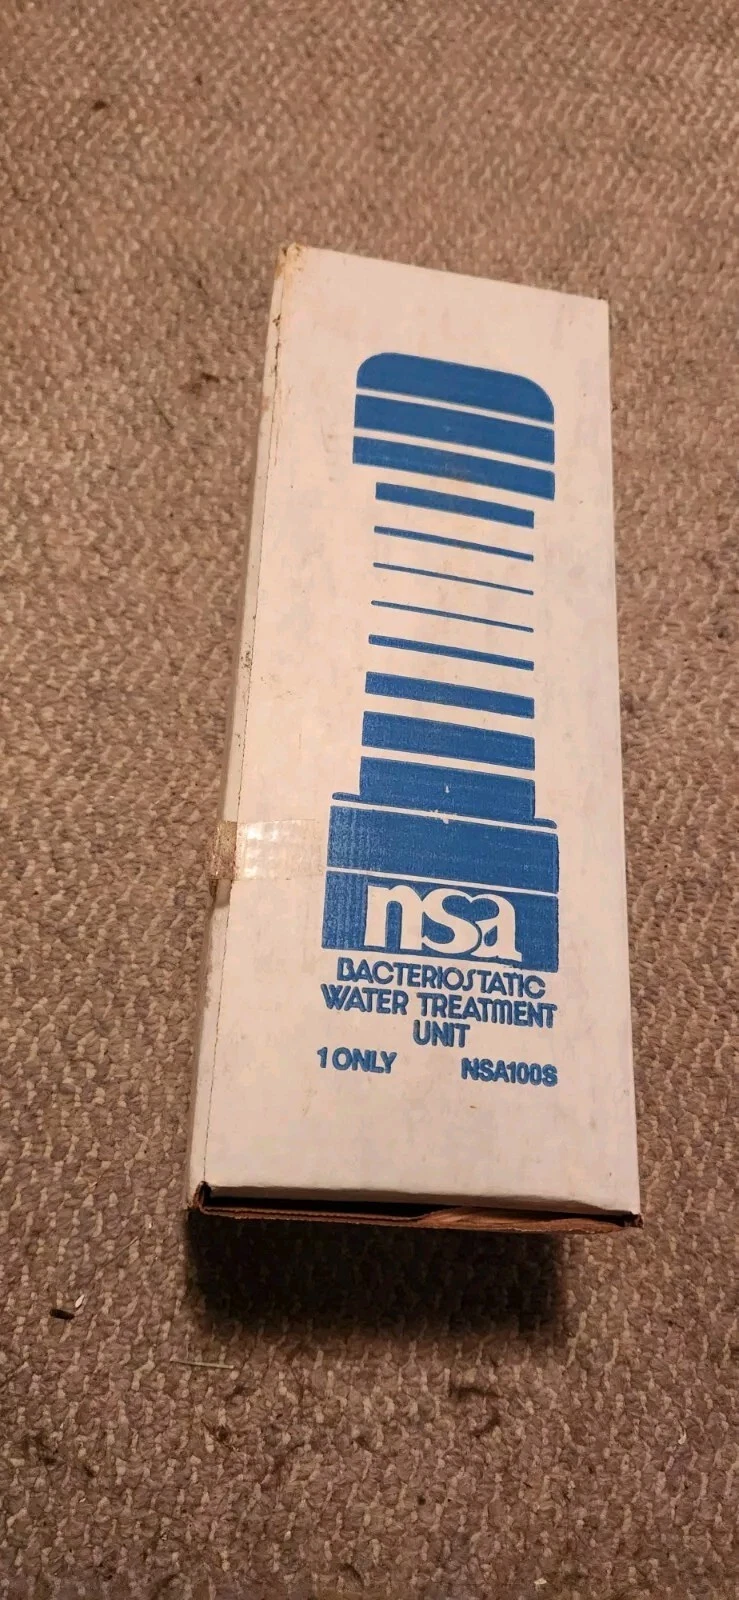 nsa
BACTERIOSTATIC
WATER TREATMENT
UNIT
1 ONLY NSA100S